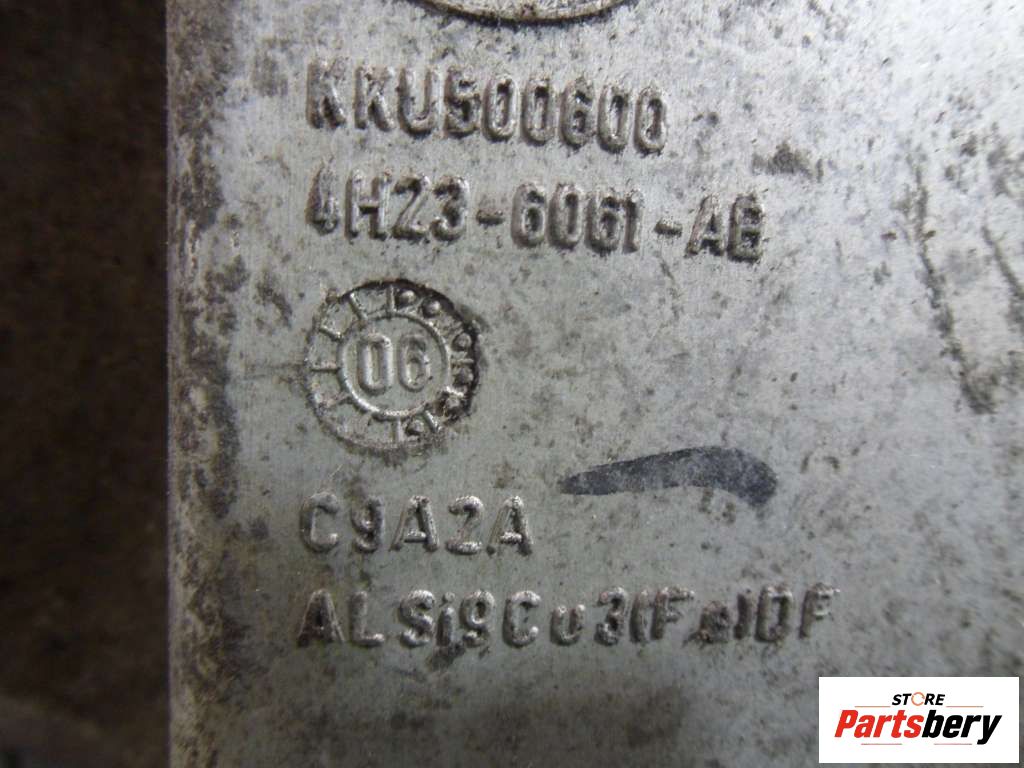 KKU500600
4H23-6061-AB
06
C9A2A
ALSi9Cu3(Fe)DF
STORE
Partsbery